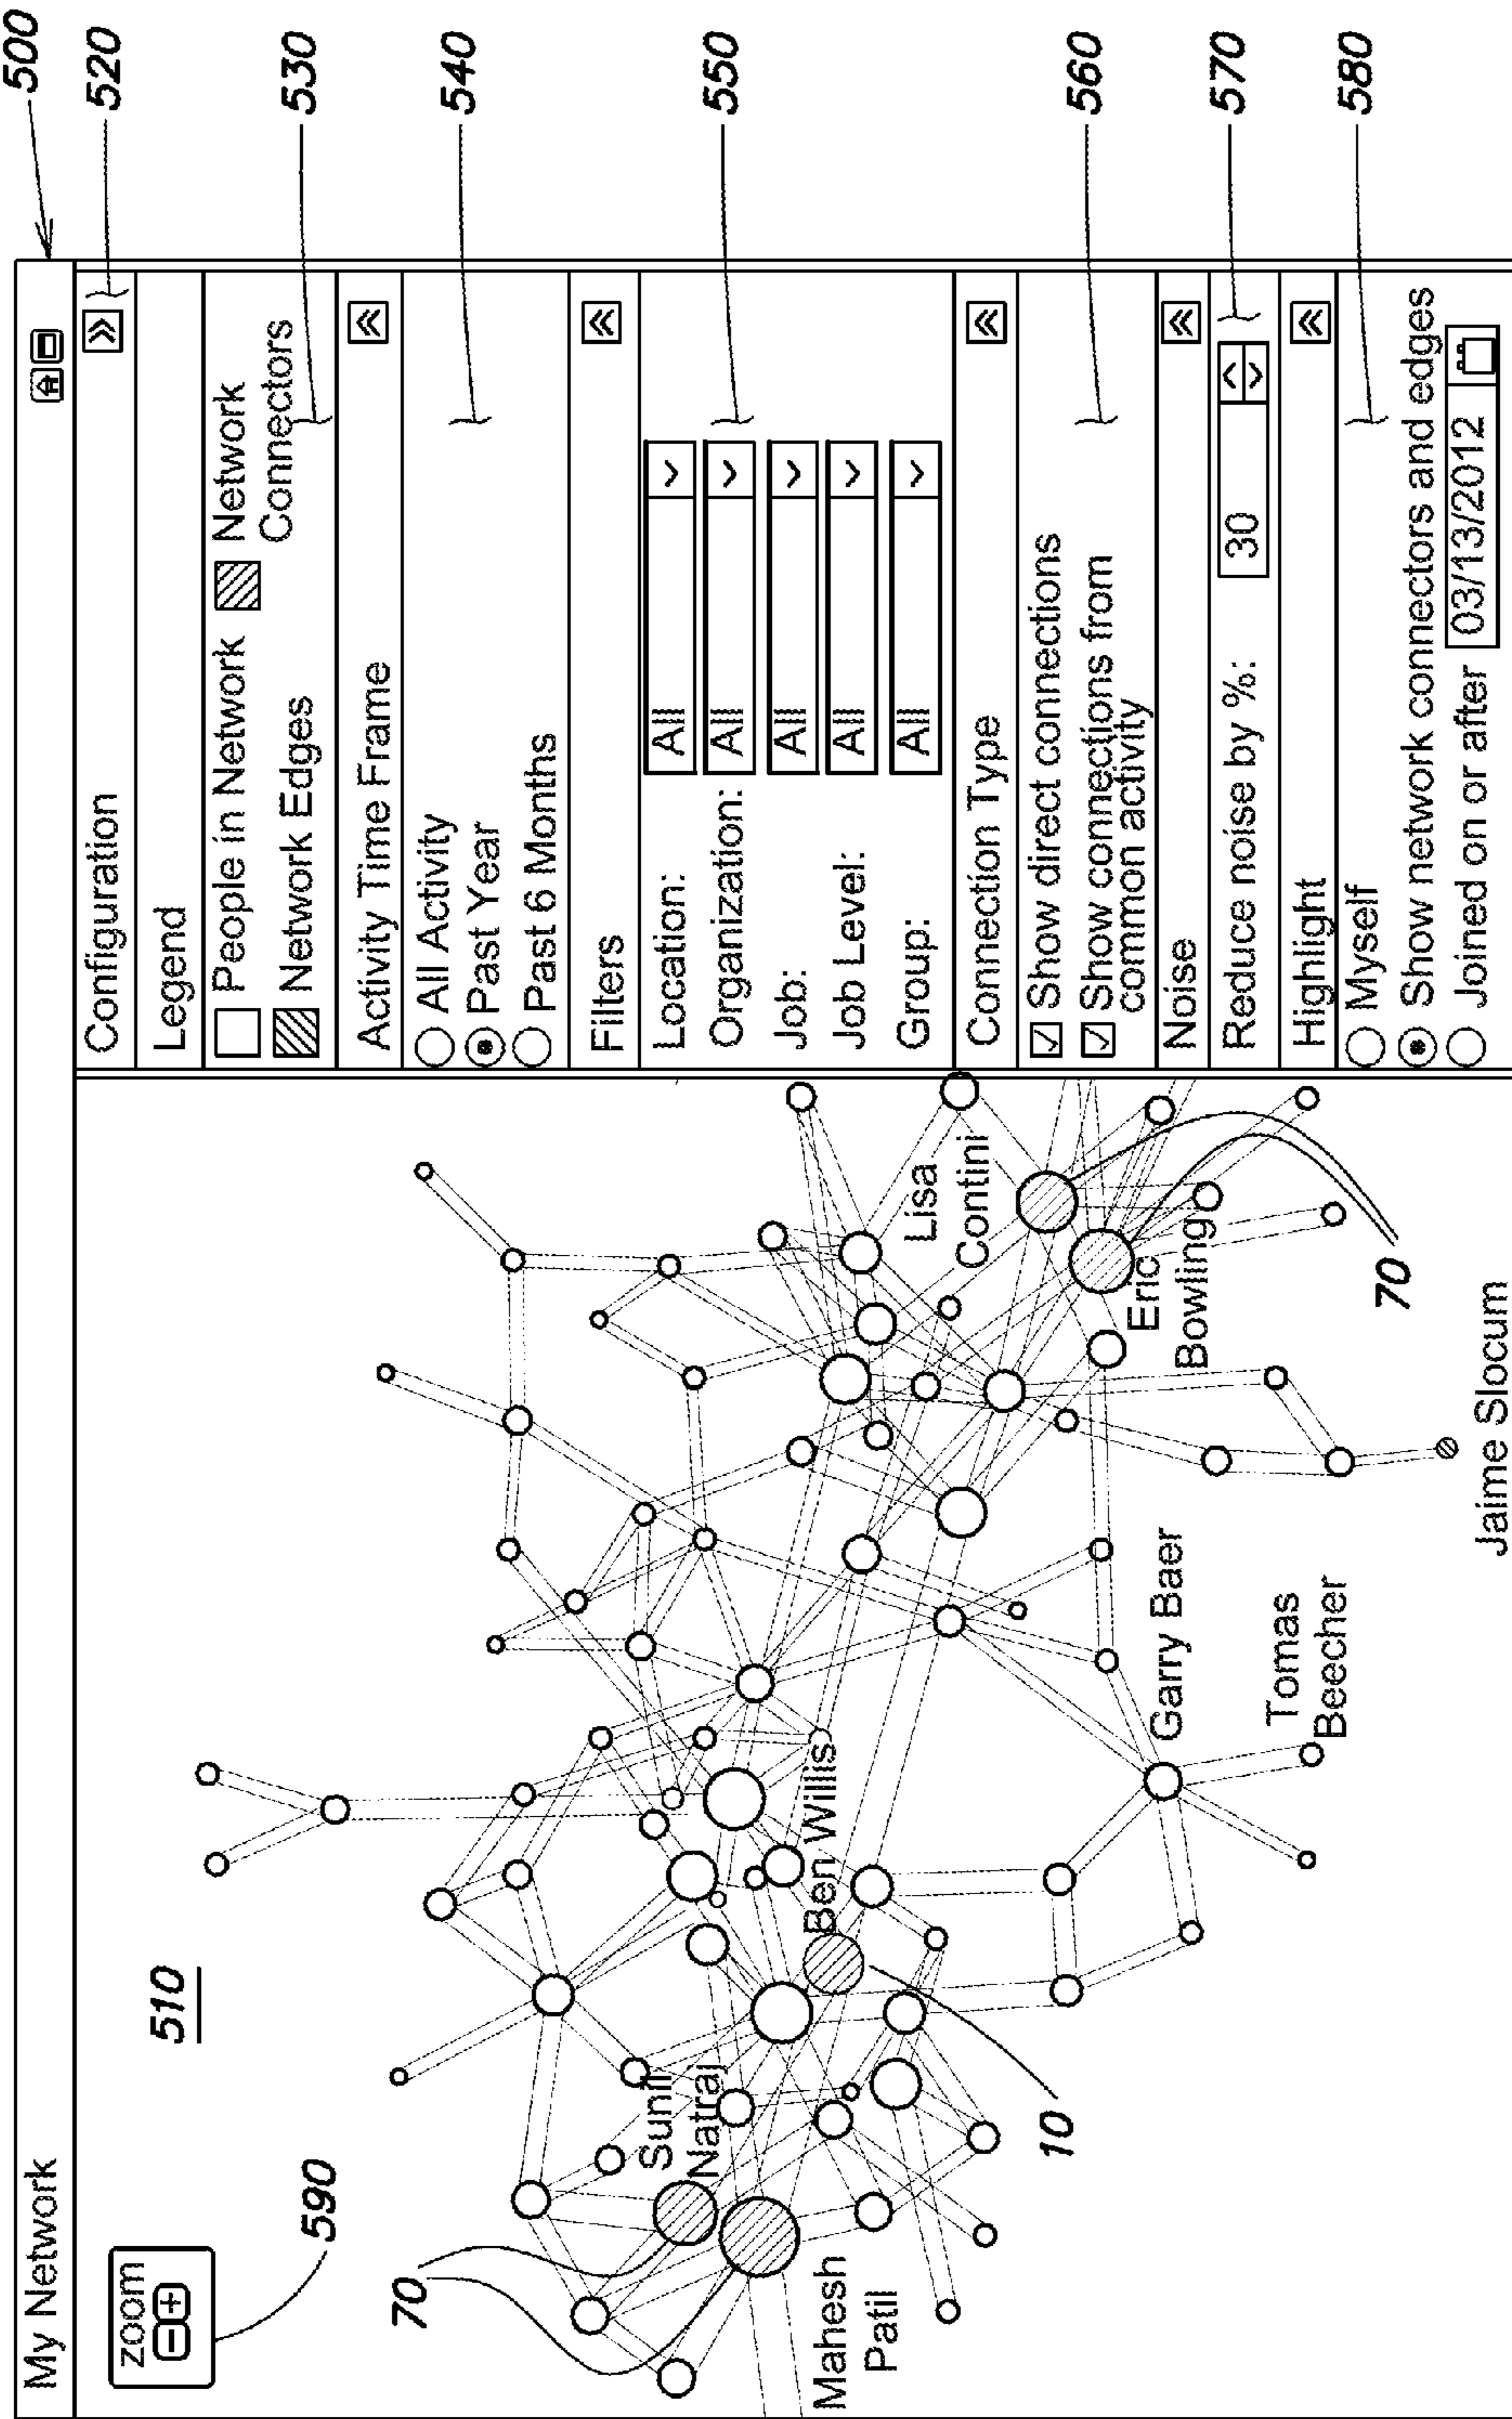 500
My Network
zoom
590
510
70
Sunil
Natraj
Mahesh
Patil
Ben Willis
10
Garry Baer
Tomas
Beecher
Jaime Slocum
Lisa
Contini
Eric
Bowling
70
Configuration
520
Legend
People in Network
Network
Connectors
Network Edges
530
Activity Time Frame
All Activity
Past Year
Past 6 Months
540
Filters
Location: All
Organization: All
Job: All
Job Level: All
Group: All
550
Connection Type
Show direct connections
Show connections from
common activity
560
Noise
Reduce noise by %: 30
570
Highlight
Myself
Show network connectors and edges
Joined on or after 03/13/2012
580